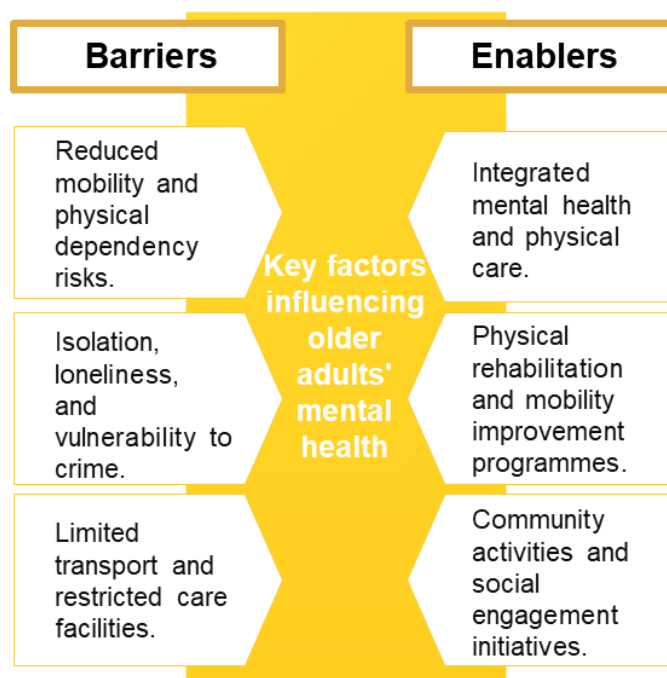 Barriers
Enablers
Reduced
mobility and
physical
dependency
risks.
Isolation,
loneliness,
and
vulnerability to
crime.
Limited
transport and
restricted care
facilities.
Key factors
influencing
older
adults'
mental
health
Integrated
mental health
and physical
care.
Physical
rehabilitation
and mobility
improvement
programmes.
Community
activities and
social
engagement
initiatives.